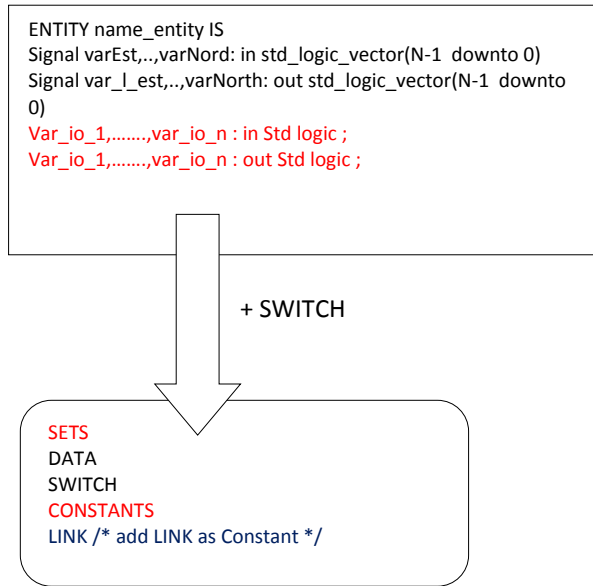 ENTITY name_entity IS
Signal varEst,..,varNord: in std_logic_vector(N-1 downto 0)
Signal var_l_est,..,varNorth: out std_logic_vector(N-1 downto
0)
Var_io_1,…….,var_io_n : in Std logic ;
Var_io_1,…….,var_io_n : out Std logic ;
+ SWITCH
SETS
DATA
SWITCH
CONSTANTS
LINK /* add LINK as Constant */